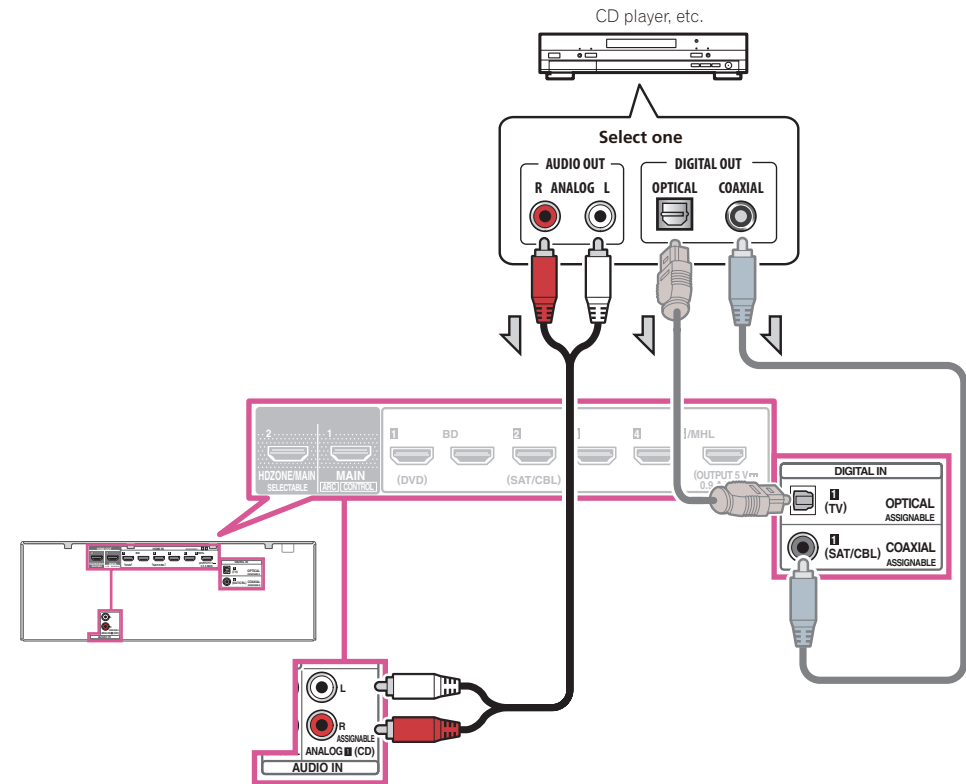 CD player, etc.
Select one
AUDIO OUT
DIGITAL OUT
R ANALOG L
OPTICAL
COAXIAL
2
1
1
BD
2
4
/MHL
HDZONE/MAIN
SELECTABLE
MAIN
ARC CONTROL
(DVD)
(SAT/CBL)
(OUTPUT 5 V
DIGITAL IN
1
(TV)
OPTICAL
ASSIGNABLE
1
(SAT/CBL)
COAXIAL
ASSIGNABLE
L
R
ASSIGNABLE
ANALOG 1 (CD)
AUDIO IN